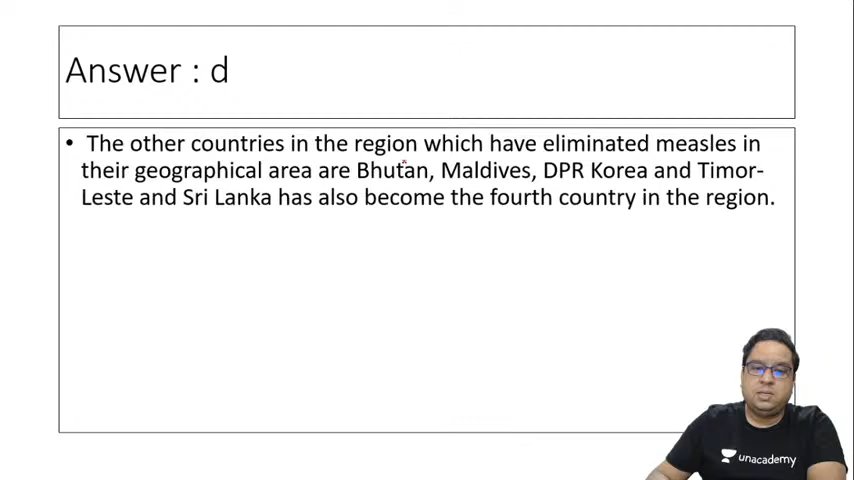 Answer : d
• The other countries in the region which have eliminated measles in
their geographical area are Bhutan, Maldives, DPR Korea and Timor-
Leste and Sri Lanka has also become the fourth country in the region.
unacademy